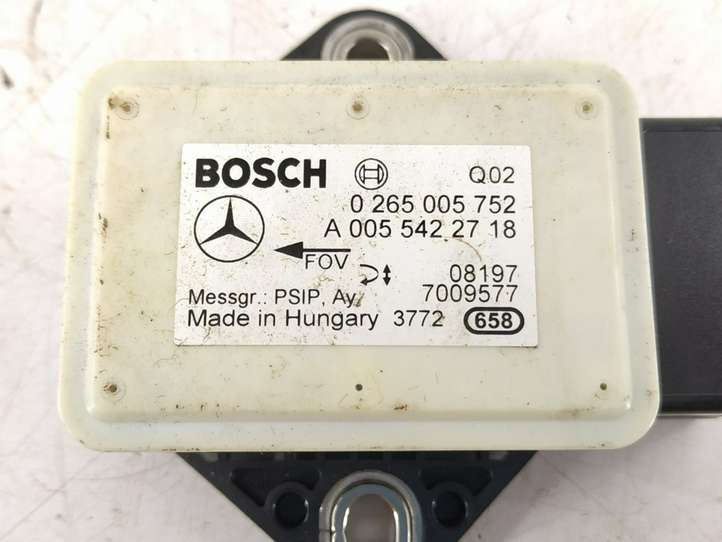 BOSCH Q02
0 265 005 752
A 005 542 27 18
FOV
08197
Messgr.: PSIP, Ay 7009577
Made in Hungary 3772 658